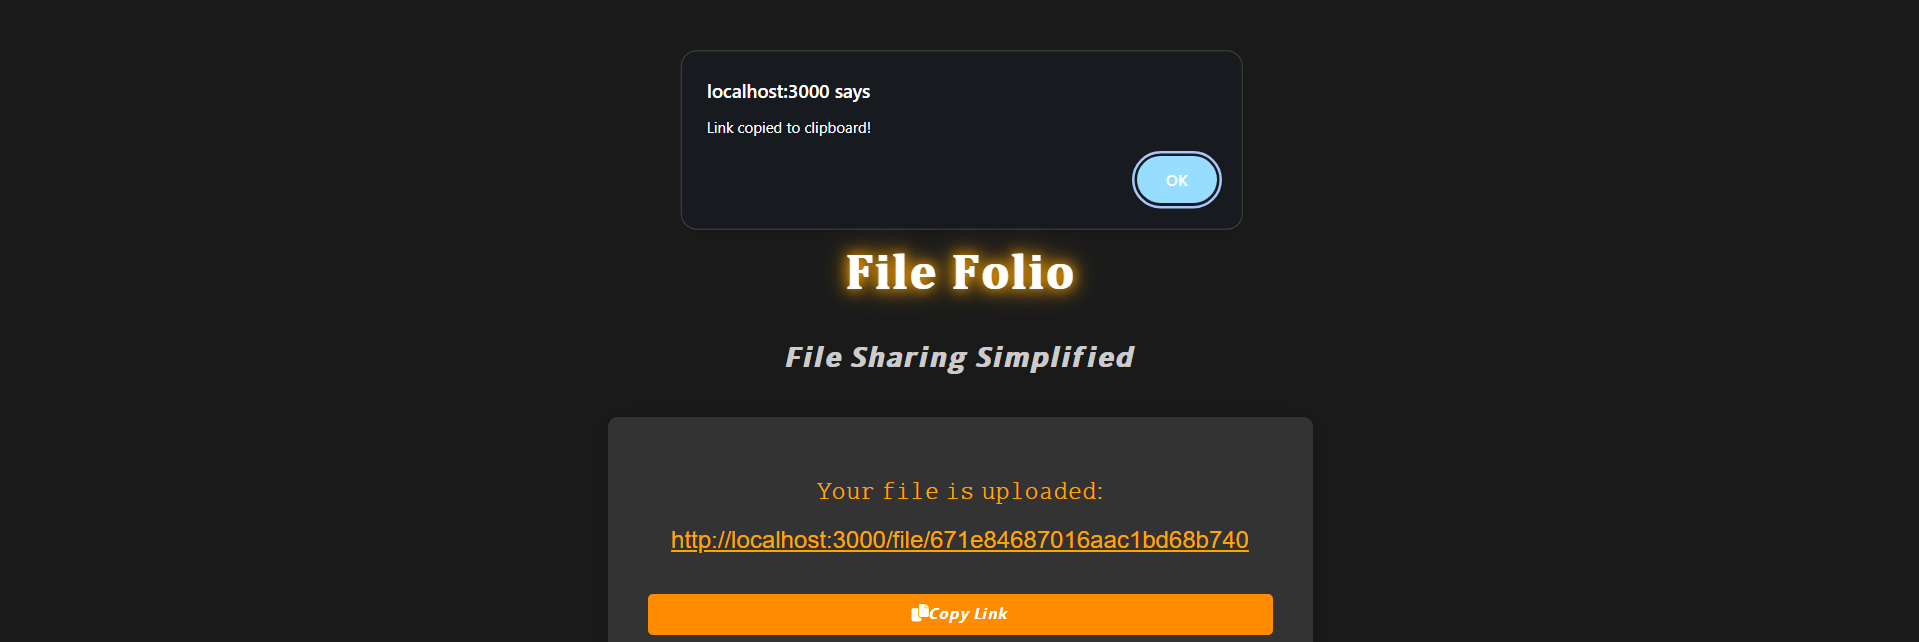 localhost:3000 says
Link copied to clipboard!
OK
File Folio
File Sharing Simplified
Your file is uploaded:
http://localhost:3000/file/671e84687016aac1bd68b740
Copy Link